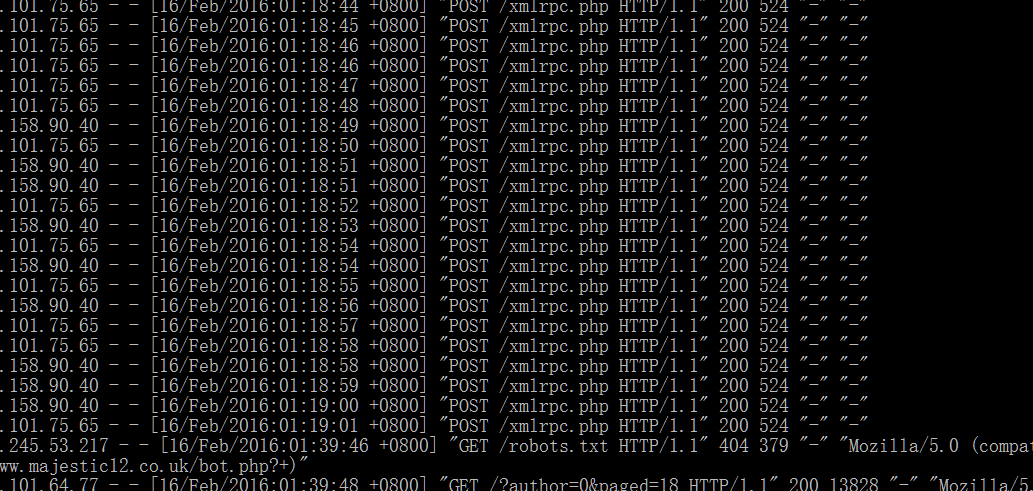 .101.75.65 - - [16/Feb/2016:01:18:44 +0800] "POST /xmlrpc.php HTTP/1.1" 200 524 "-" "-"
.101.75.65 - - [16/Feb/2016:01:18:45 +0800] "POST /xmlrpc.php HTTP/1.1" 200 524 "-" "-"
.101.75.65 - - [16/Feb/2016:01:18:46 +0800] "POST /xmlrpc.php HTTP/1.1" 200 524 "-" "-"
.101.75.65 - - [16/Feb/2016:01:18:46 +0800] "POST /xmlrpc.php HTTP/1.1" 200 524 "-" "-"
.101.75.65 - - [16/Feb/2016:01:18:47 +0800] "POST /xmlrpc.php HTTP/1.1" 200 524 "-" "-"
.101.75.65 - - [16/Feb/2016:01:18:48 +0800] "POST /xmlrpc.php HTTP/1.1" 200 524 "-" "-"
.158.90.40 - - [16/Feb/2016:01:18:49 +0800] "POST /xmlrpc.php HTTP/1.1" 200 524 "-" "-"
.101.75.65 - - [16/Feb/2016:01:18:50 +0800] "POST /xmlrpc.php HTTP/1.1" 200 524 "-" "-"
.158.90.40 - - [16/Feb/2016:01:18:51 +0800] "POST /xmlrpc.php HTTP/1.1" 200 524 "-" "-"
.158.90.40 - - [16/Feb/2016:01:18:51 +0800] "POST /xmlrpc.php HTTP/1.1" 200 524 "-" "-"
.101.75.65 - - [16/Feb/2016:01:18:52 +0800] "POST /xmlrpc.php HTTP/1.1" 200 524 "-" "-"
.158.90.40 - - [16/Feb/2016:01:18:53 +0800] "POST /xmlrpc.php HTTP/1.1" 200 524 "-" "-"
.101.75.65 - - [16/Feb/2016:01:18:54 +0800] "POST /xmlrpc.php HTTP/1.1" 200 524 "-" "-"
.158.90.40 - - [16/Feb/2016:01:18:54 +0800] "POST /xmlrpc.php HTTP/1.1" 200 524 "-" "-"
.101.75.65 - - [16/Feb/2016:01:18:55 +0800] "POST /xmlrpc.php HTTP/1.1" 200 524 "-" "-"
.158.90.40 - - [16/Feb/2016:01:18:56 +0800] "POST /xmlrpc.php HTTP/1.1" 200 524 "-" "-"
.101.75.65 - - [16/Feb/2016:01:18:57 +0800] "POST /xmlrpc.php HTTP/1.1" 200 524 "-" "-"
.101.75.65 - - [16/Feb/2016:01:18:58 +0800] "POST /xmlrpc.php HTTP/1.1" 200 524 "-" "-"
.158.90.40 - - [16/Feb/2016:01:18:58 +0800] "POST /xmlrpc.php HTTP/1.1" 200 524 "-" "-"
.158.90.40 - - [16/Feb/2016:01:18:59 +0800] "POST /xmlrpc.php HTTP/1.1" 200 524 "-" "-"
.158.90.40 - - [16/Feb/2016:01:19:00 +0800] "POST /xmlrpc.php HTTP/1.1" 200 524 "-" "-"
.101.75.65 - - [16/Feb/2016:01:19:01 +0800] "POST /xmlrpc.php HTTP/1.1" 200 524 "-" "-"
.245.53.217 - - [16/Feb/2016:01:39:46 +0800] "GET /robots.txt HTTP/1.1" 404 379 "-" "Mozilla/5.0 (compat
ww.majestic12.co.uk/bot.php?+)"
.101.64.77 - - [16/Feb/2016:01:39:48 +0800] "GET /?author=0&paged=18 HTTP/1.1" 200 13828 "-" "Mozilla/5.